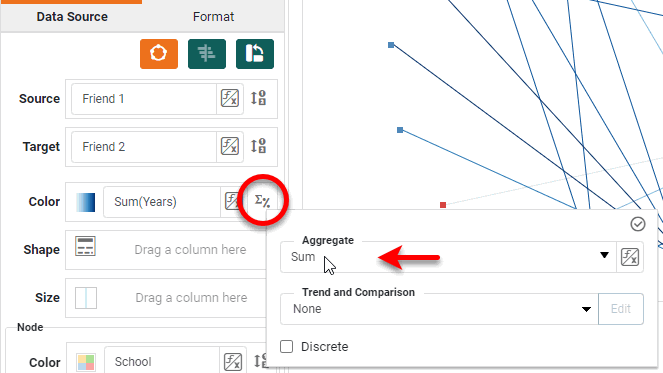 Data Source Format
Source Friend 1
Target Friend 2
Color Sum(Years) Σ%
Shape Drag a column here
Size Drag a column here
Node
Color School
Aggregate
Sum
Trend and Comparison
None Edit
Discrete